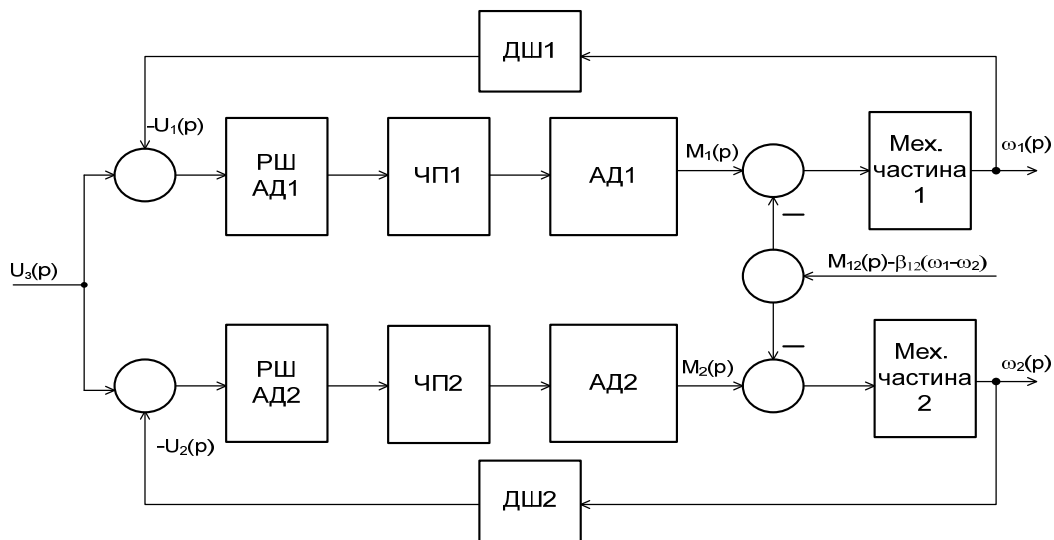 ДШ1
-U₁(p)
РШ
АД1
ЧП1
АД1
M₁(p)
Мех.
частина
1
ω₁(p)
U₃(p)
M₁₂(p)-β₁₂(ω₁-ω₂)
РШ
АД2
ЧП2
АД2
M₂(p)
Мех.
частина
2
ω₂(p)
-U₂(p)
ДШ2